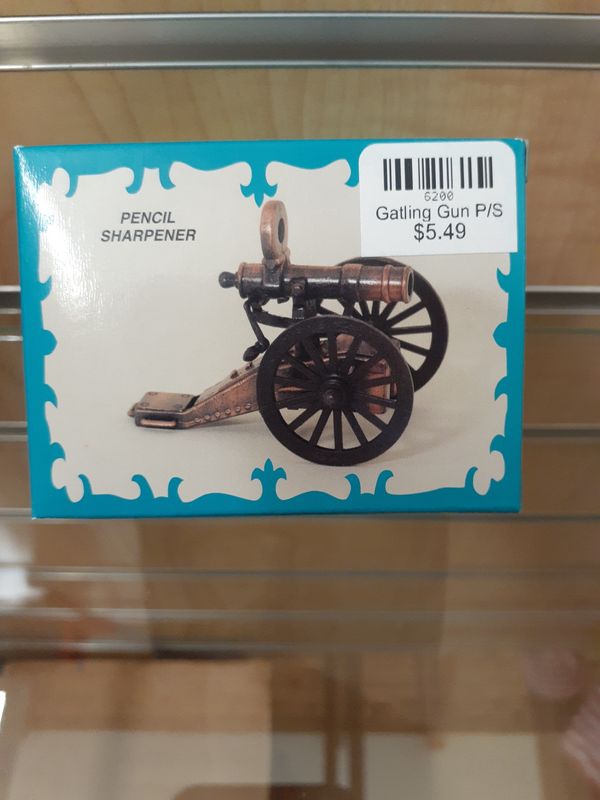 PENCIL
SHARPENER
6200
Gatling Gun P/S
$5.49